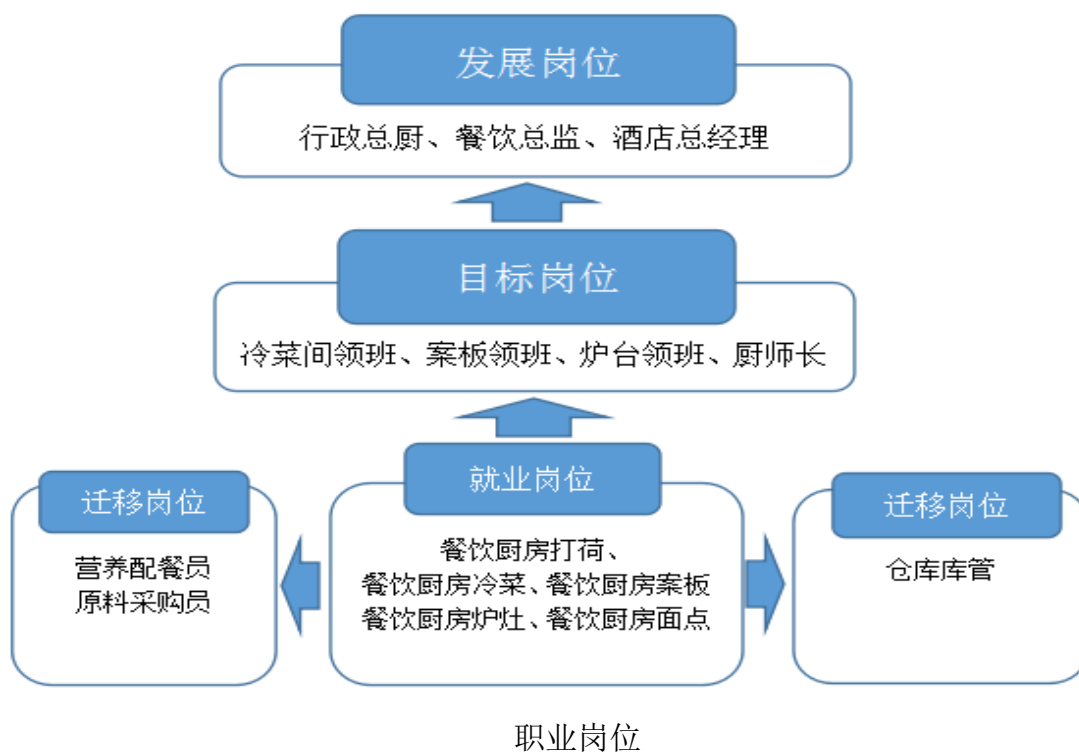 发展岗位
行政总厨、餐饮总监、酒店总经理
目标岗位
冷菜间领班、案板领班、炉台领班、厨师长
就业岗位
餐饮厨房打荷、
餐饮厨房冷菜、餐饮厨房案板
餐饮厨房炉灶、餐饮厨房面点
迁移岗位
营养配餐员
原料采购员
迁移岗位
仓库库管
职业岗位